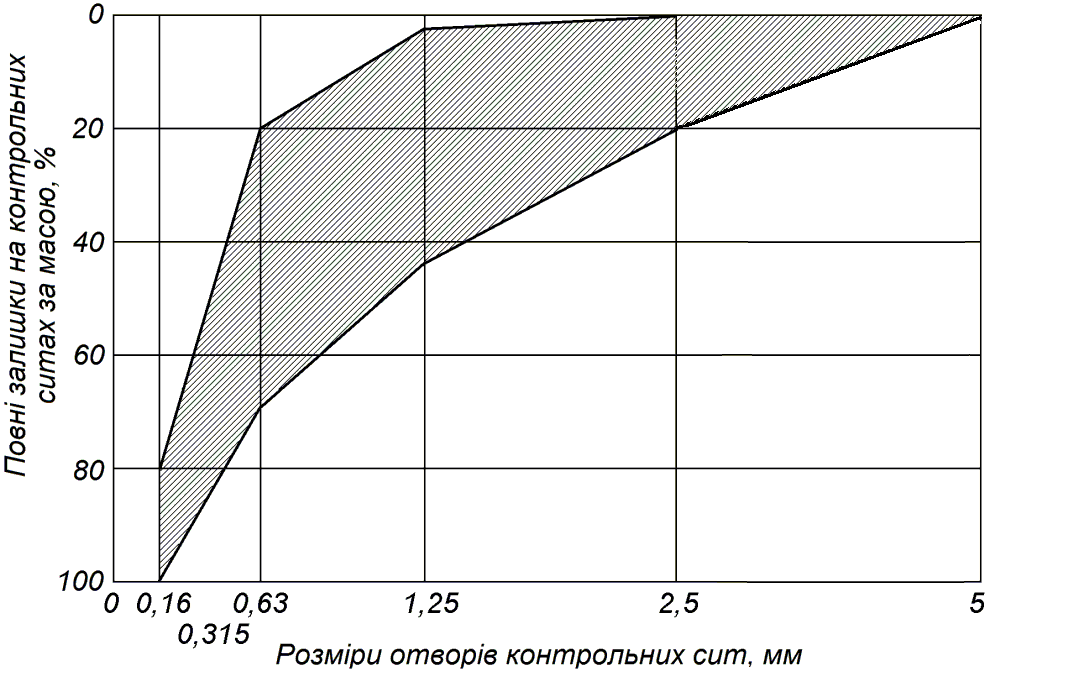 Повні залишки на контрольних
ситах за масою, %
0
20
40
60
80
100
0 0,16 0,63 1,25 2,5 5
0,315
Розміри отворів контрольних сит, мм